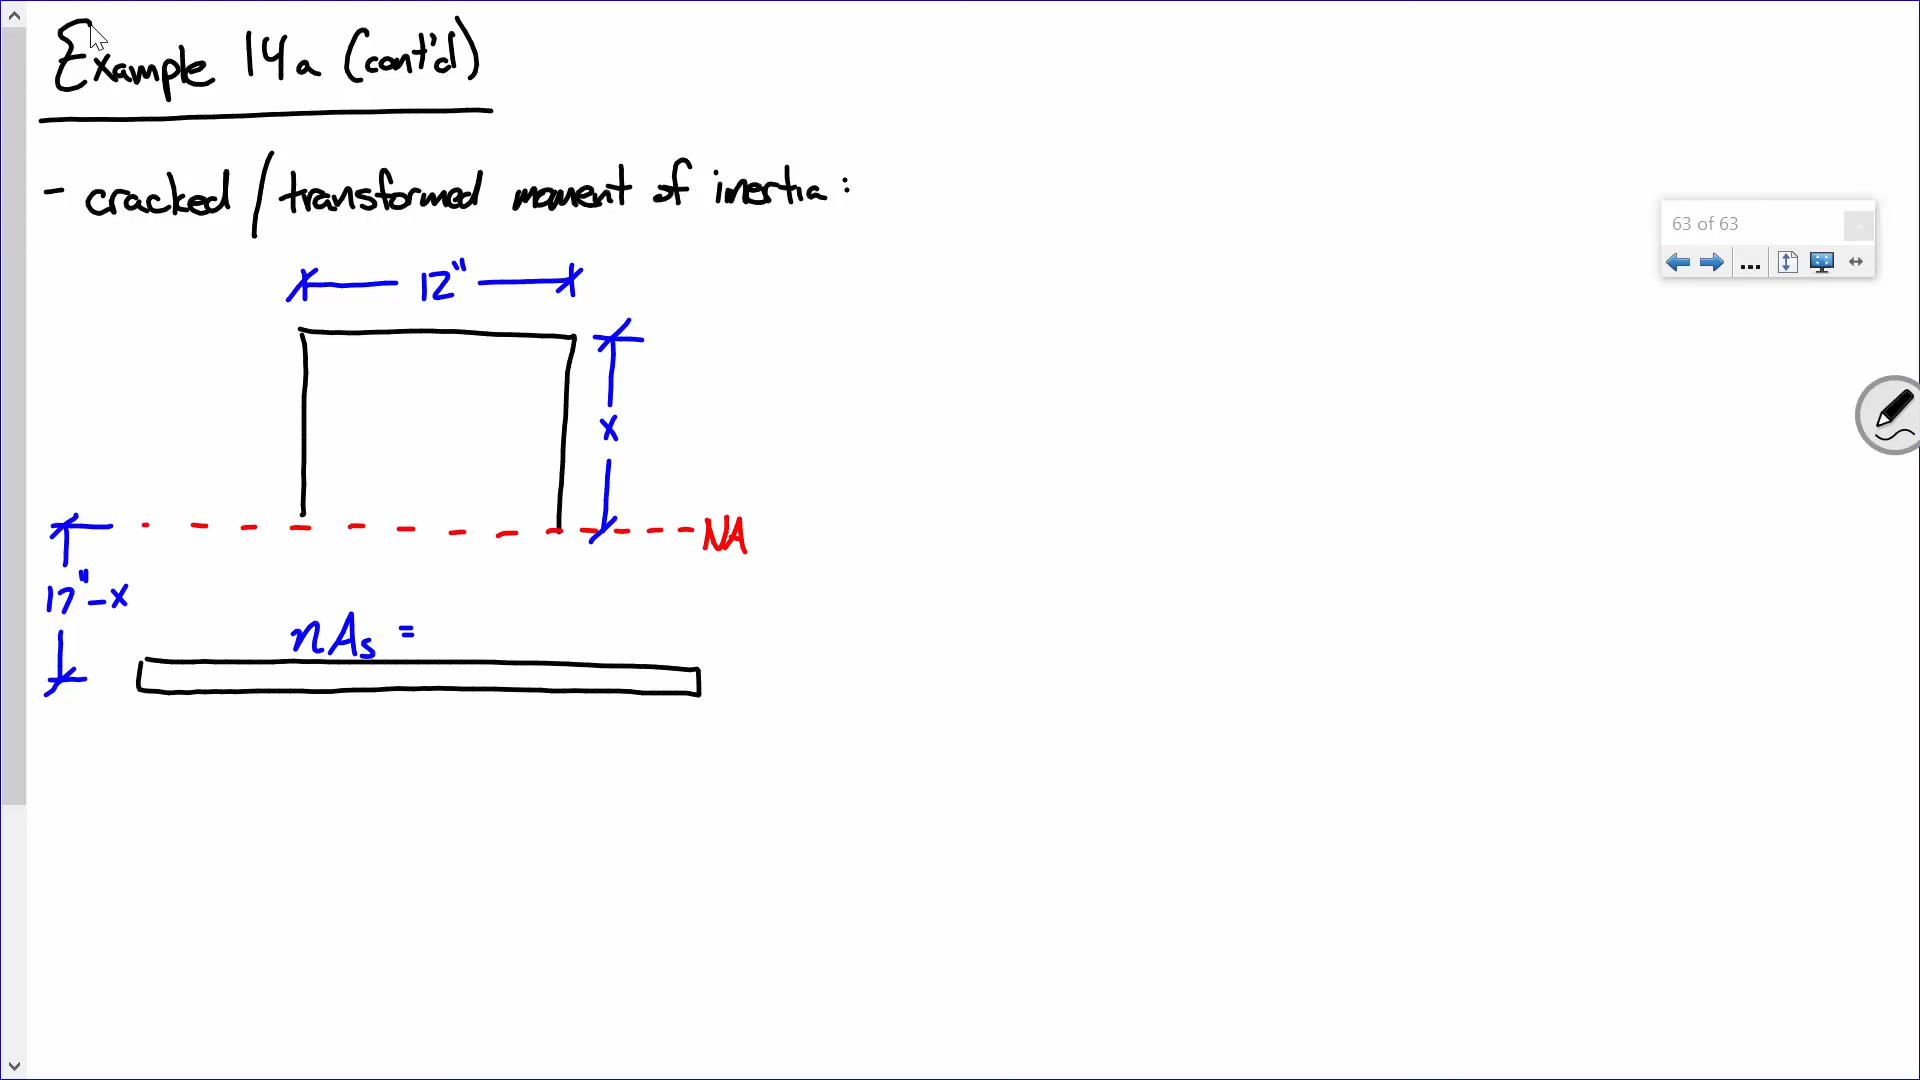 Example 14a (cont'd)
- cracked / transformed moment of inertia :
12"
63 of 63
...
x
NA
17" - x
nAs =